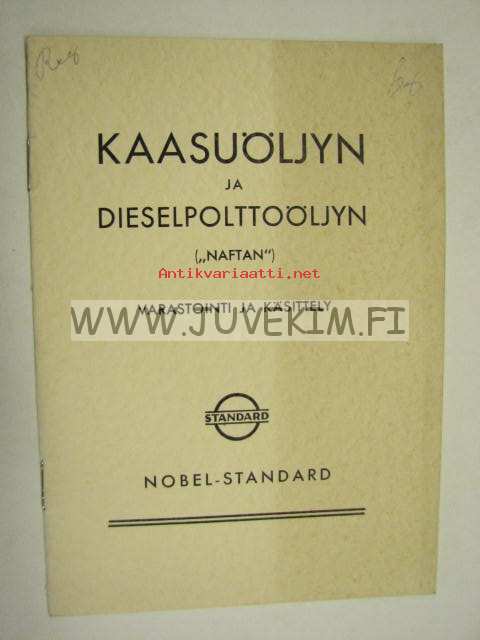 KAASUÖLJYN
JA
DIESELPOLTTOÖLJYN
(„NAFTAN")
Antikvariaatti.net
VARASTOINTI JA KÄSITTELY
WWW.JUVEKIM.FI
STANDARD
NOBEL-STANDARD